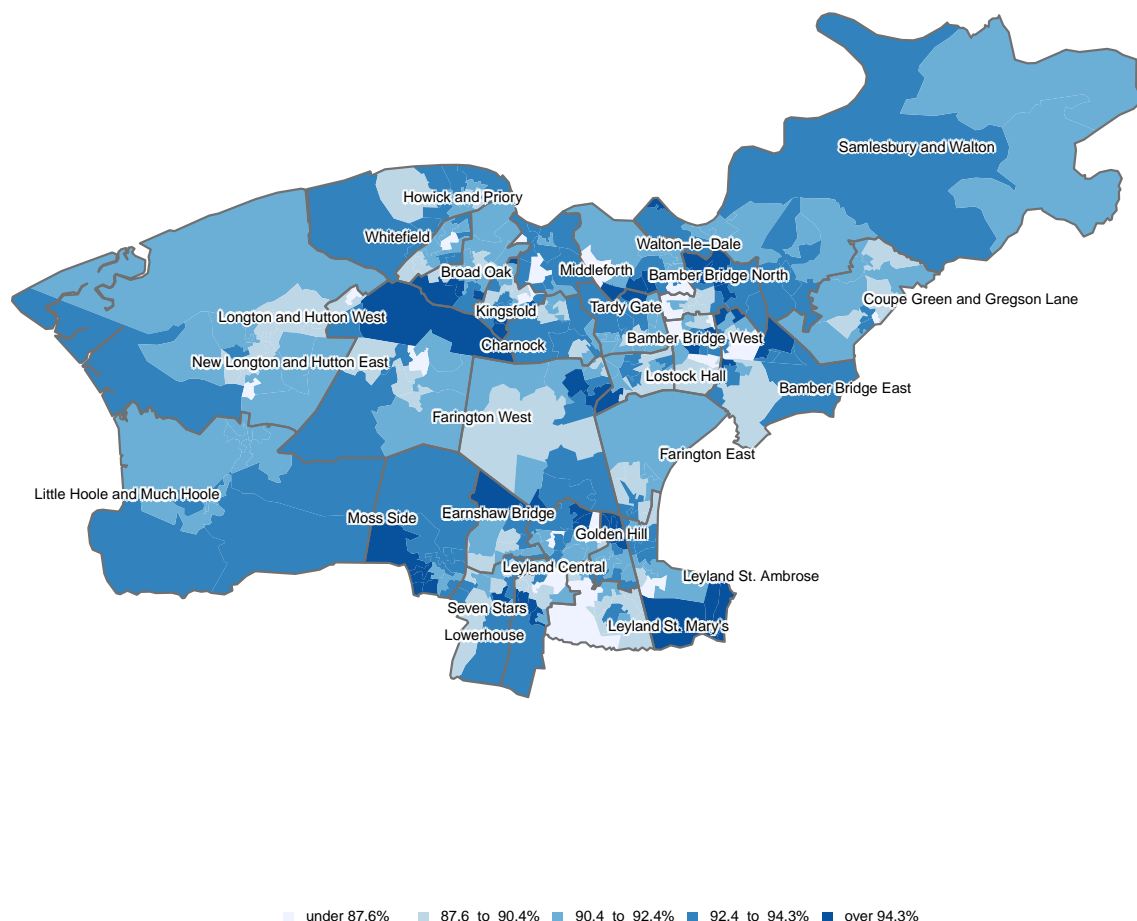 Samlesbury and Walton
Howick and Priory
Whitefield
Walton−le−Dale
Broad Oak
Middleforth
Bamber Bridge North
Coupe Green and Gregson Lane
Longton and Hutton West
Kingsfold
Tardy Gate
Charnock
Bamber Bridge West
New Longton and Hutton East
Lostock Hall
Bamber Bridge East
Farington West
Farington East
Little Hoole and Much Hoole
Moss Side
Earnshaw Bridge
Golden Hill
Leyland Central
Leyland St. Ambrose
Seven Stars
Leyland St. Mary's
Lowerhouse
under 87.6% 87.6 to 90.4% 90.4 to 92.4% 92.4 to 94.3% over 94.3%